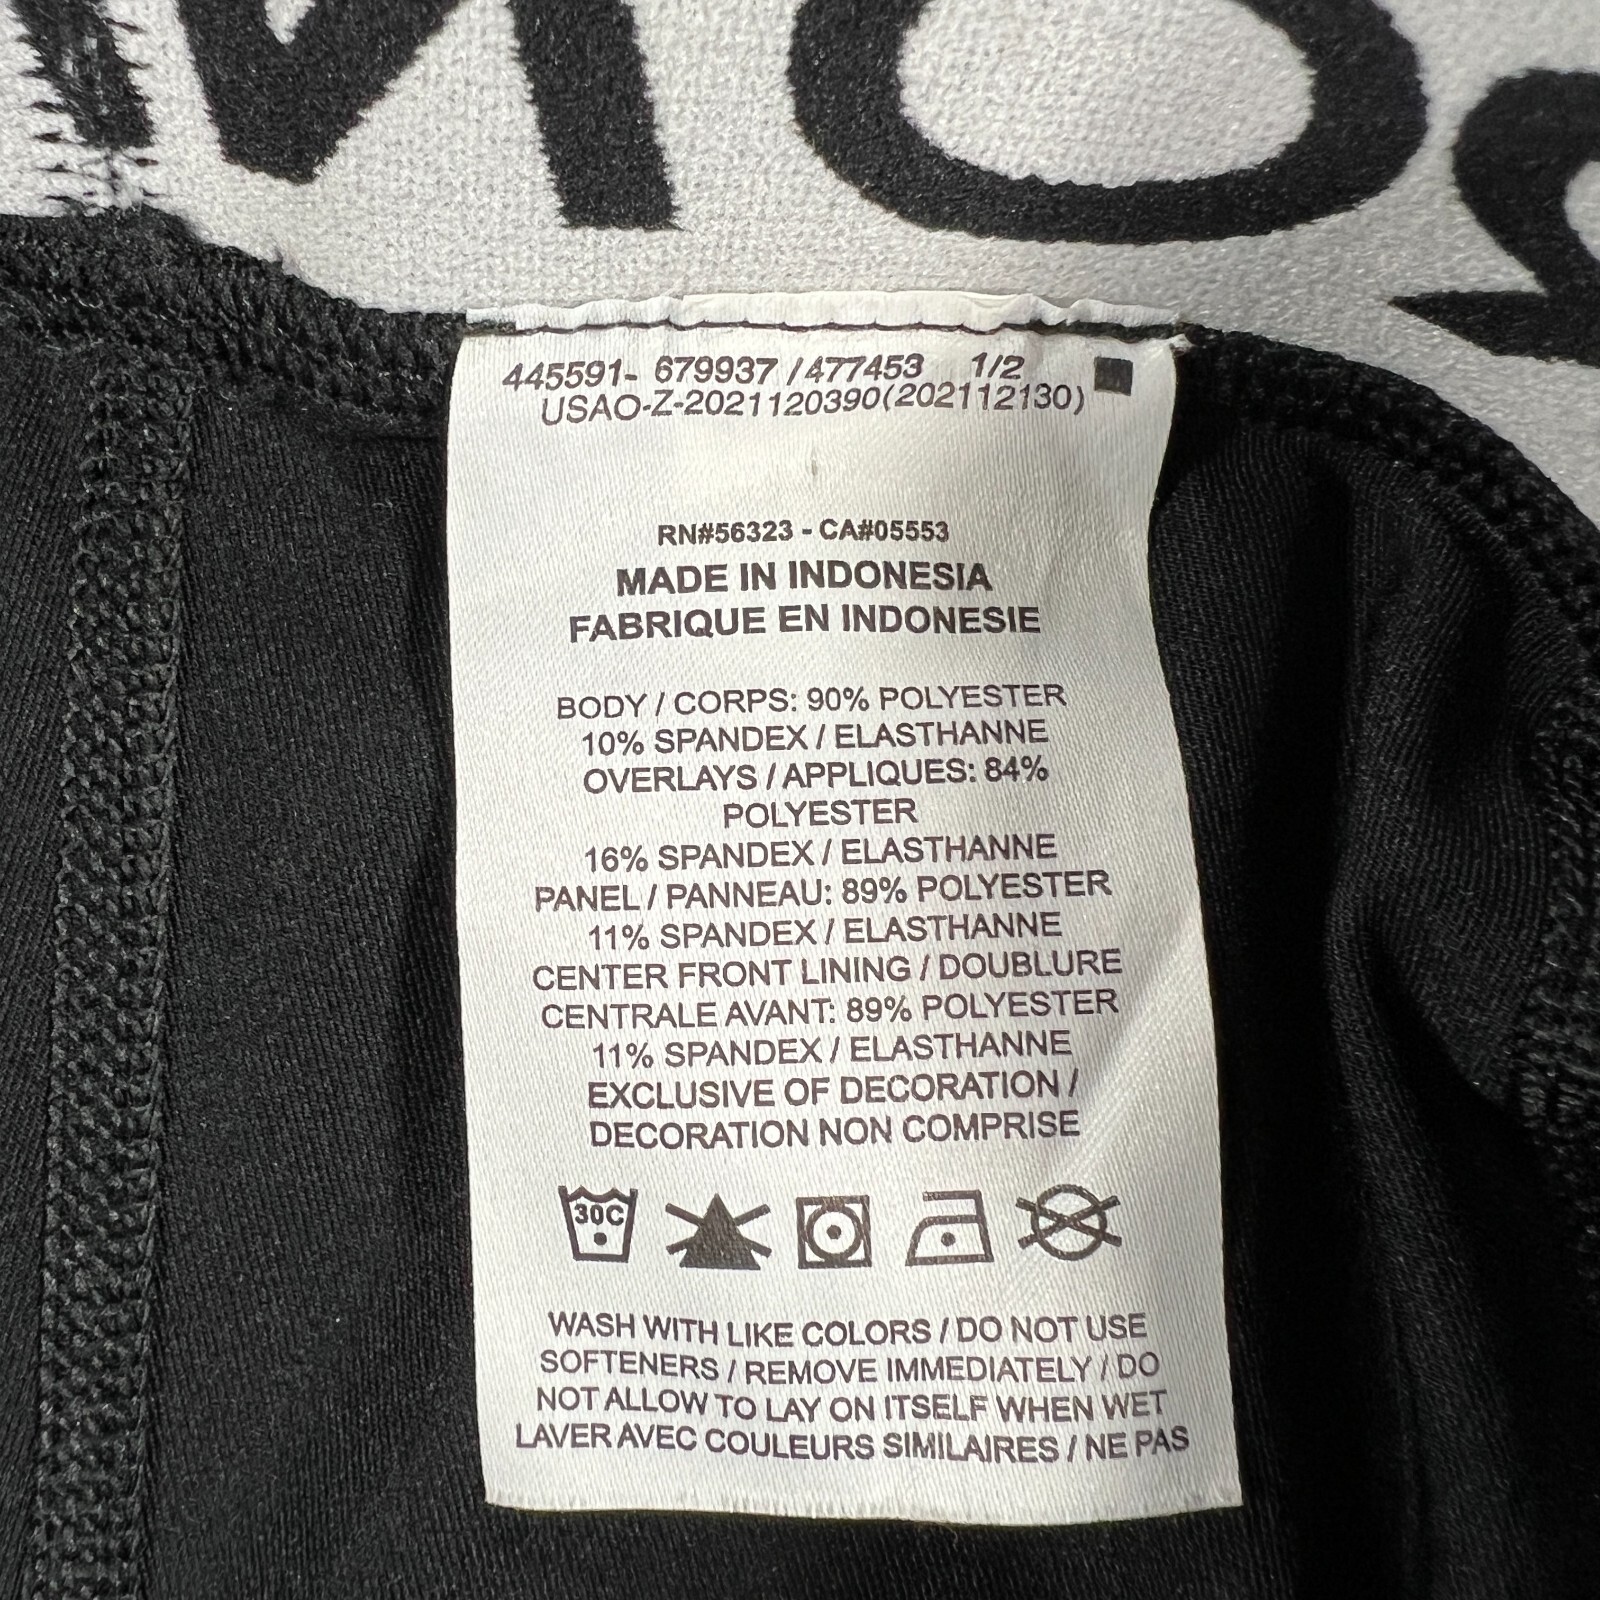 NO
445591- 679937 /477453 1/2
USAO-Z-2021120390(202112130)
RN#56323 - CA#05553
MADE IN INDONESIA
FABRIQUE EN INDONESIE
BODY / CORPS: 90% POLYESTER
10% SPANDEX / ELASTHANNE
OVERLAYS / APPLIQUES: 84%
POLYESTER
16% SPANDEX / ELASTHANNE
PANEL / PANNEAU: 89% POLYESTER
11% SPANDEX / ELASTHANNE
CENTER FRONT LINING / DOUBLURE
CENTRALE AVANT: 89% POLYESTER
11% SPANDEX / ELASTHANNE
EXCLUSIVE OF DECORATION /
DECORATION NON COMPRISE
30C
WASH WITH LIKE COLORS / DO NOT USE
SOFTENERS / REMOVE IMMEDIATELY / DO
NOT ALLOW TO LAY ON ITSELF WHEN WET
LAVER AVEC COULEURS SIMILAIRES / NE PAS